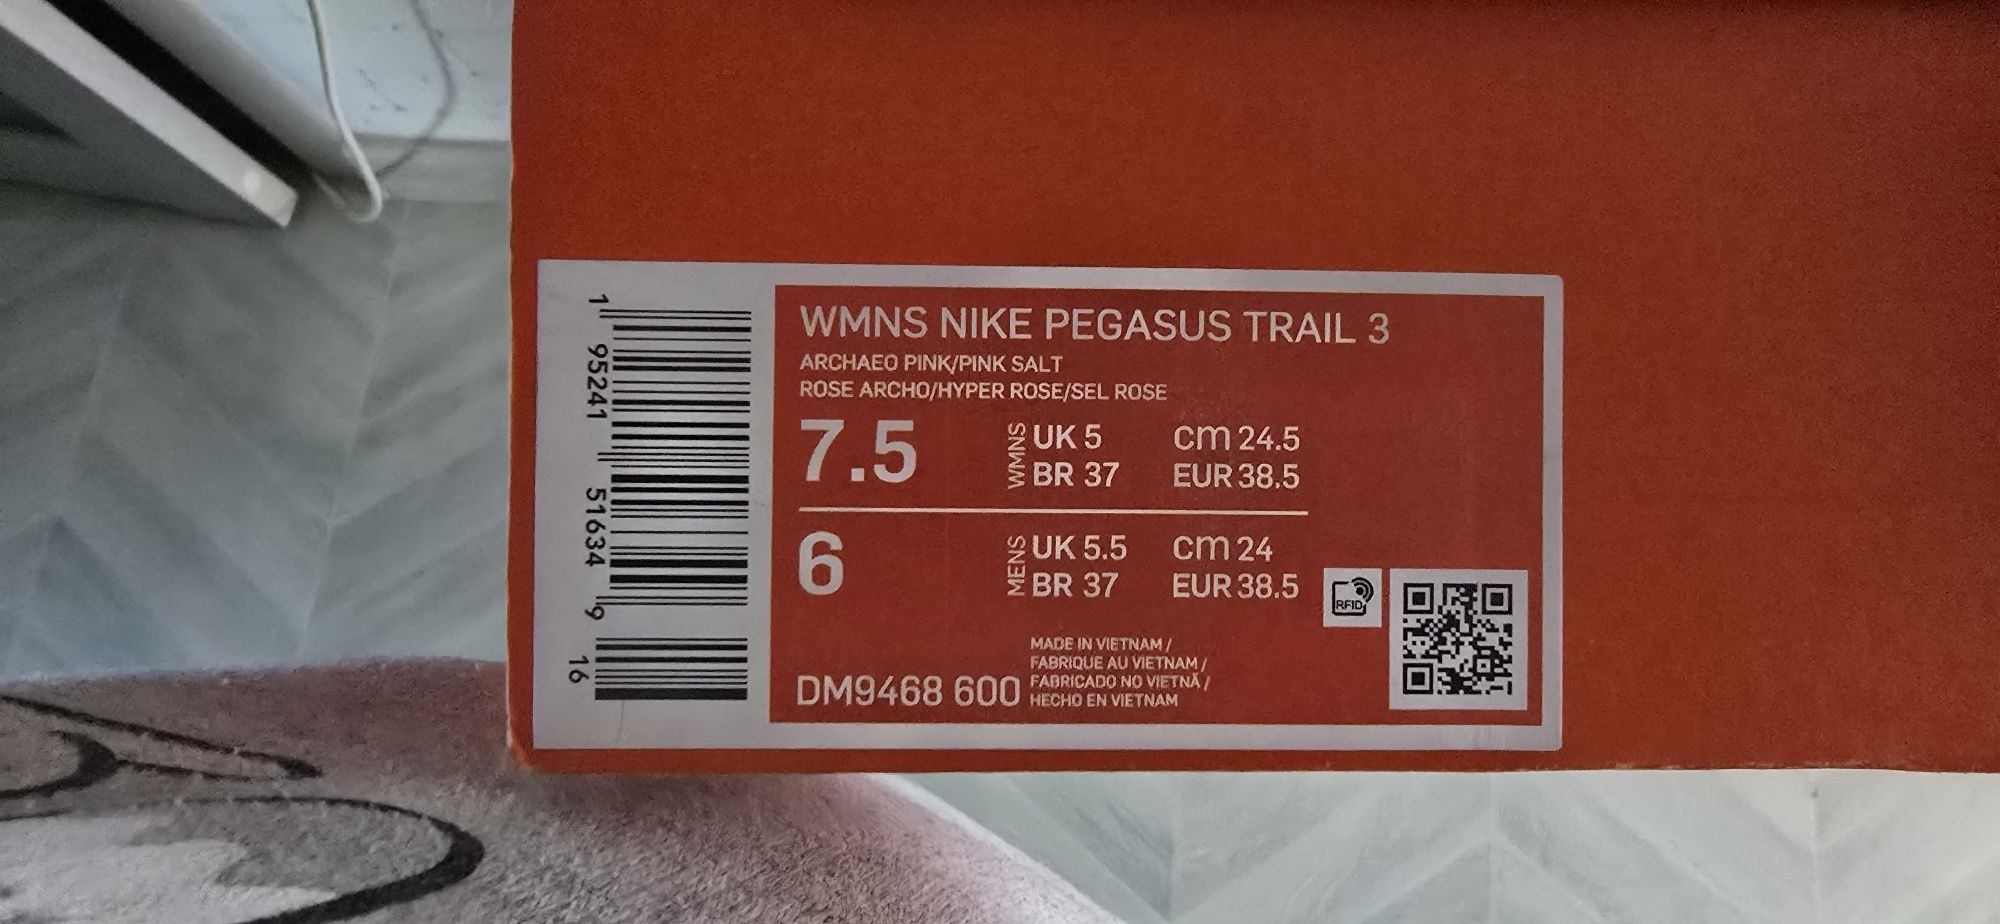 WMNS NIKE PEGASUS TRAIL 3
ARCHAEO PINK/PINK SALT
ROSE ARCHO/HYPER ROSE/SEL ROSE
7.5 WMNS UK 5 cm 24.5
BR 37 EUR 38.5
6 MENS UK 5.5 cm 24
BR 37 EUR 38.5
RFID
MADE IN VIETNAM /
FABRIQUE AU VIETNAM /
FABRICADO NO VIETNÃ /
HECHO EN VIETNAM
DM9468 600
1 95241 51634 9
16